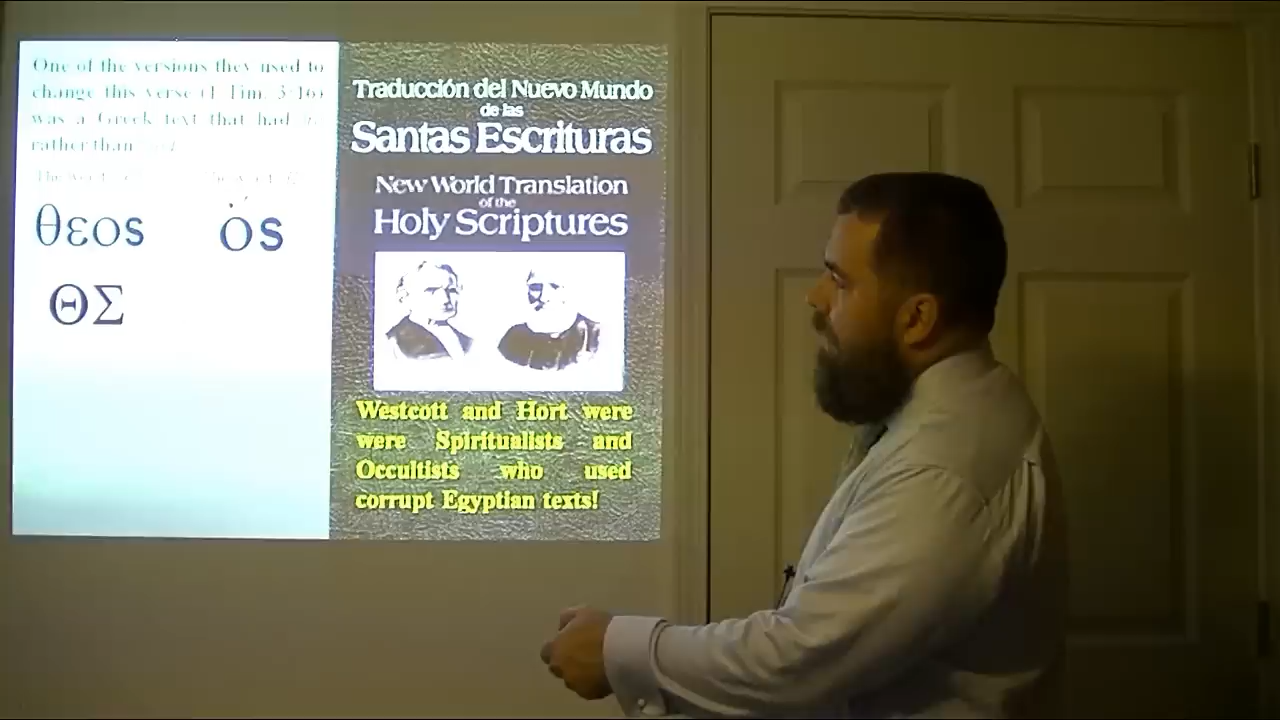 One of the versions they used to
change this verse (1 Tim. 3:16)
was a Greek text that had
rather than
θεος
ος
ΘΣ
Traducción del Nuevo Mundo
de las
Santas Escrituras
New World Translation
of the
Holy Scriptures
Westcott and Hort were
were Spiritualists and
Occultists who used
corrupt Egyptian texts!